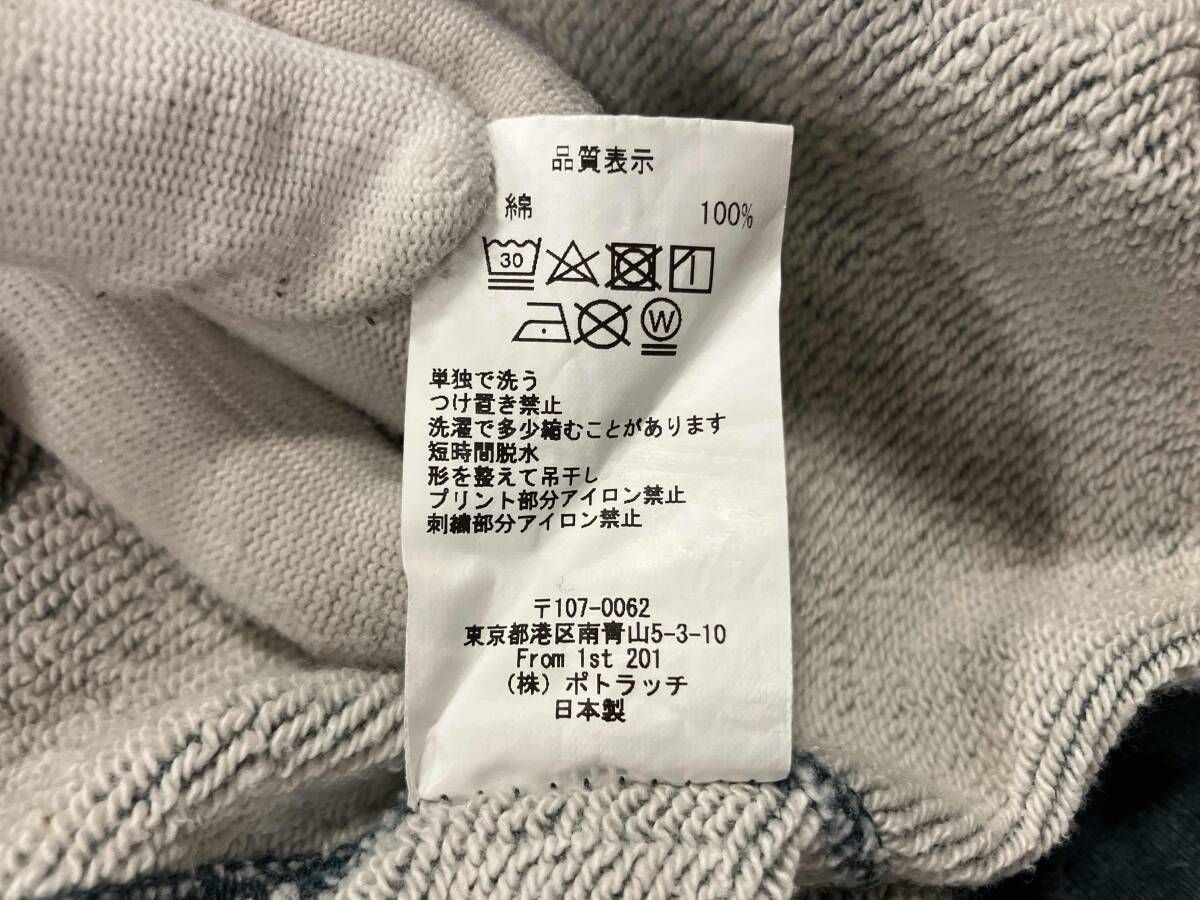 品質表示
綿 100%
30
W
単独で洗う
つけ置き禁止
洗濯で多少縮むことがあります
短時間脱水
形を整えて吊干し
プリント部分アイロン禁止
刺繍部分アイロン禁止
〒107-0062
東京都港区南青山5-3-10
From 1st 201
(株) ポトラッチ
日本製